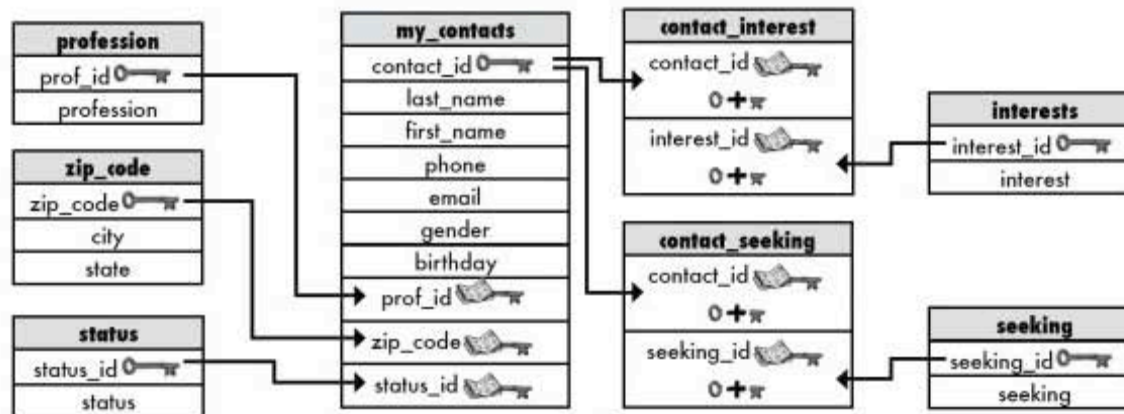 profession
prof_id
profession
zip_code
zip_code
city
state
status
status_id
status
my_contacts
contact_id
last_name
first_name
phone
email
gender
birthday
prof_id
zip_code
status_id
contact_interest
contact_id
+
interest_id
+
contact_seeking
contact_id
+
seeking_id
+
interests
interest_id
interest
seeking
seeking_id
seeking